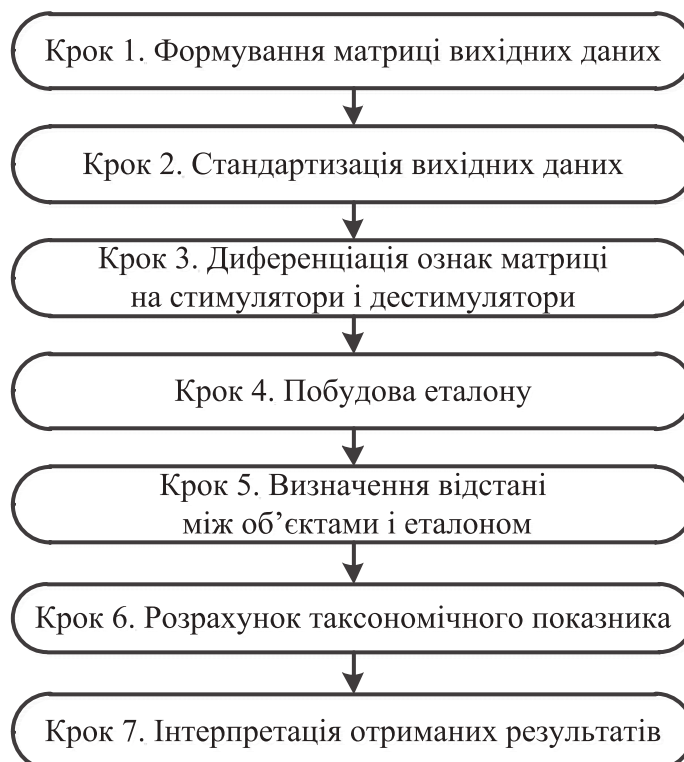 Крок 1. Формування матриці вихідних даних
Крок 2. Стандартизація вихідних даних
Крок 3. Диференціація ознак матриці
на стимулятори і дестимулятори
Крок 4. Побудова еталону
Крок 5. Визначення відстані
між об’єктами і еталоном
Крок 6. Розрахунок таксономічного показника
Крок 7. Інтерпретація отриманих результатів